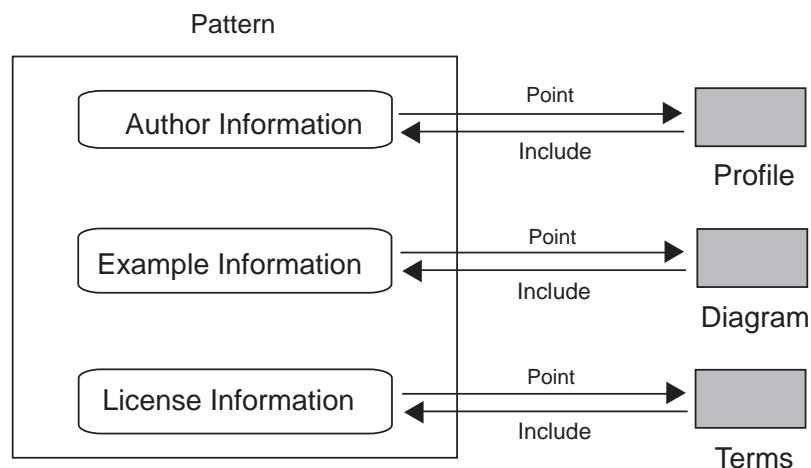 Pattern
Author Information
Point
Include
Profile
Example Information
Point
Include
Diagram
License Information
Point
Include
Terms